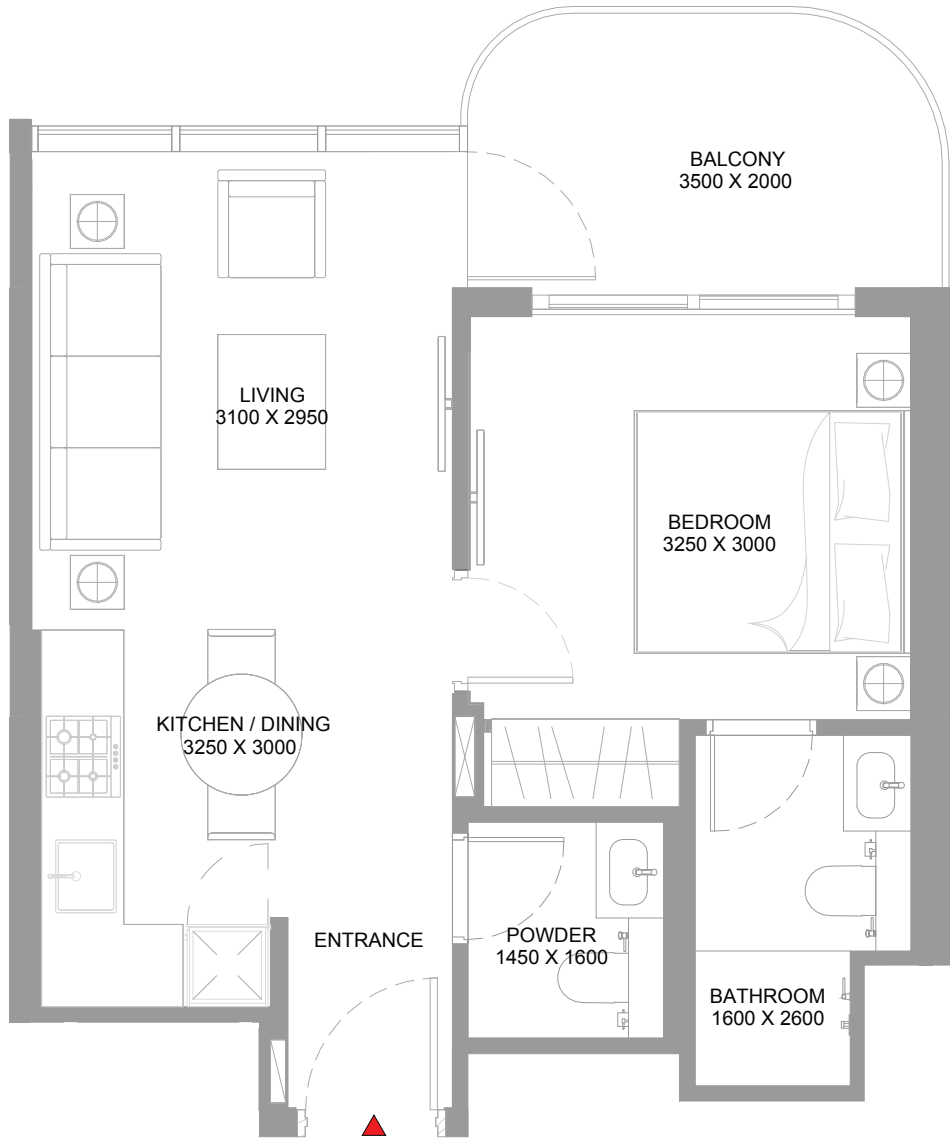 BALCONY
3500 X 2000
LIVING
3100 X 2950
BEDROOM
3250 X 3000
KITCHEN / DINING
3250 X 3000
ENTRANCE
POWDER
1450 X 1600
BATHROOM
1600 X 2600